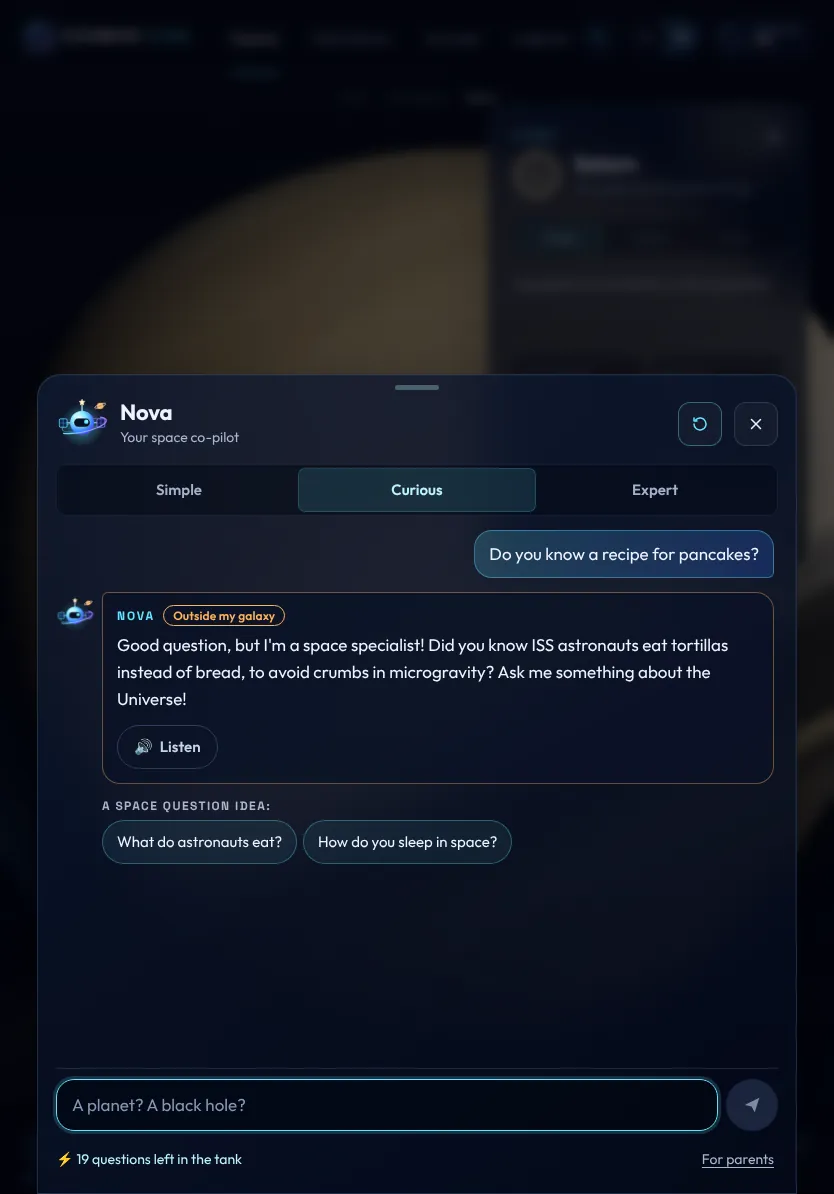 Nova
Your space co-pilot
Simple
Curious
Expert
Do you know a recipe for pancakes?
NOVA
Outside my galaxy
Good question, but I'm a space specialist! Did you know ISS astronauts eat tortillas
instead of bread, to avoid crumbs in microgravity? Ask me something about the
Universe!
Listen
A SPACE QUESTION IDEA:
What do astronauts eat?
How do you sleep in space?
A planet? A black hole?
19 questions left in the tank
For parents